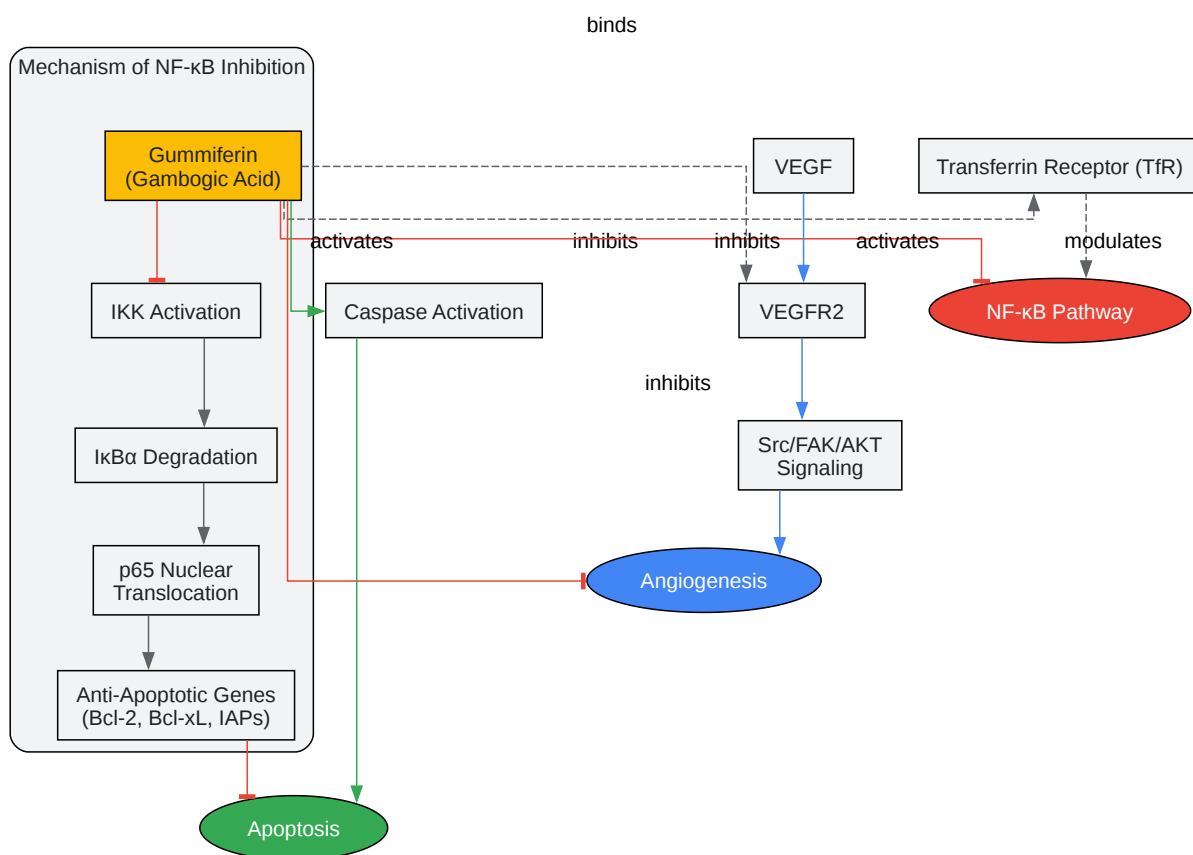 binds
Mechanism of NF-κB Inhibition
Gummiferin
(Gambogic Acid)
VEGF
Transferrin Receptor (TfR)
activates
inhibits
inhibits
activates
modulates
IKK Activation
Caspase Activation
VEGFR2
NF-κB Pathway
inhibits
IκBα Degradation
Src/FAK/AKT
Signaling
p65 Nuclear
Translocation
Angiogenesis
Anti-Apoptotic Genes
(Bcl-2, Bcl-xL, IAPs)
Apoptosis